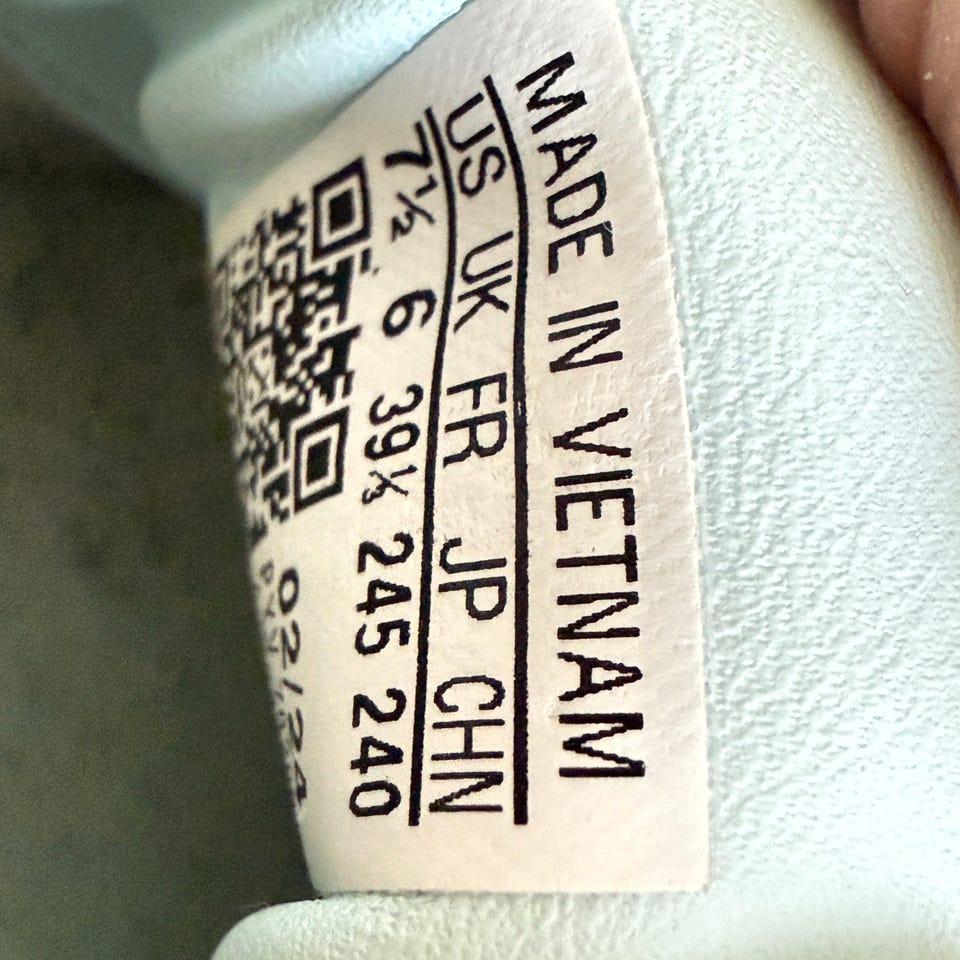 MADE IN VIETNAM
US UK FR JP CHN
7½ 6 39⅓ 245 240
02/24